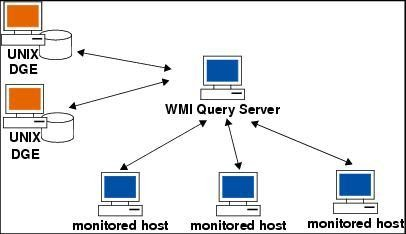 UNIX
DGE
UNIX
DGE
WMI Query Server
monitored host
monitored host
monitored host